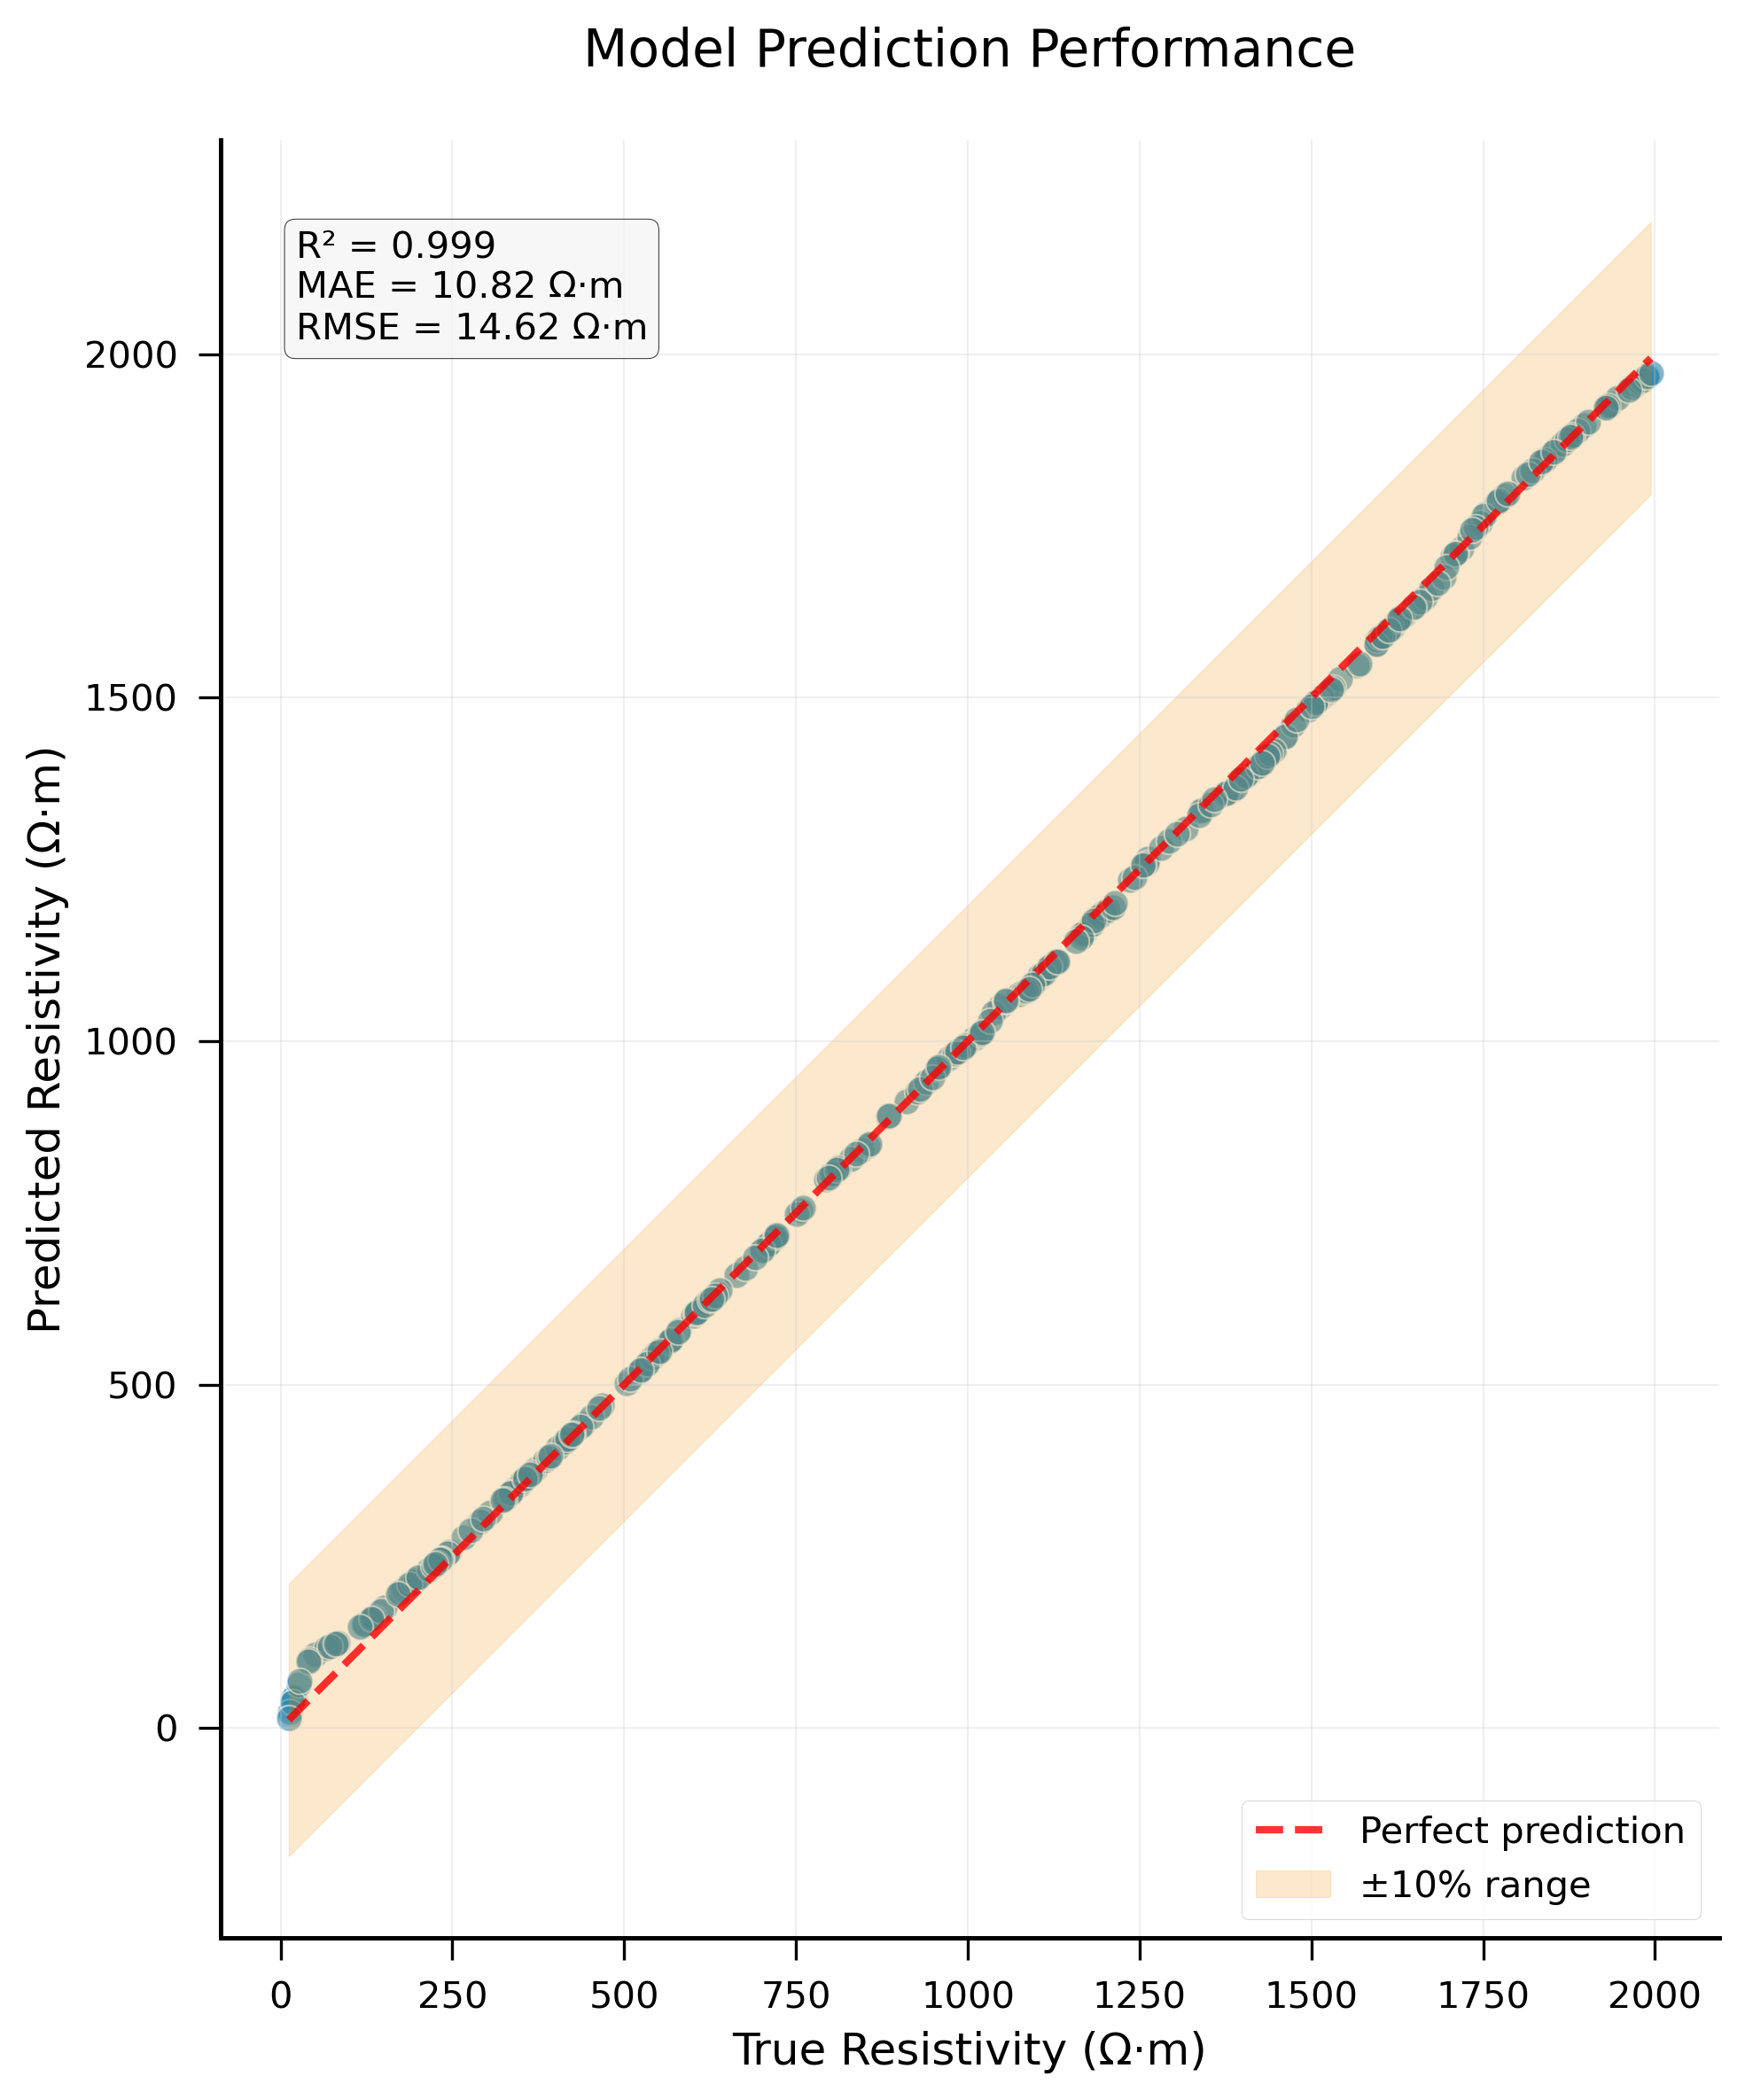 Model Prediction Performance
R² = 0.999
MAE = 10.82 Ω·m
RMSE = 14.62 Ω·m
2000
1500
1000
500
0
Predicted Resistivity (Ω·m)
Perfect prediction
±10% range
0 250 500 750 1000 1250 1500 1750 2000
True Resistivity (Ω·m)